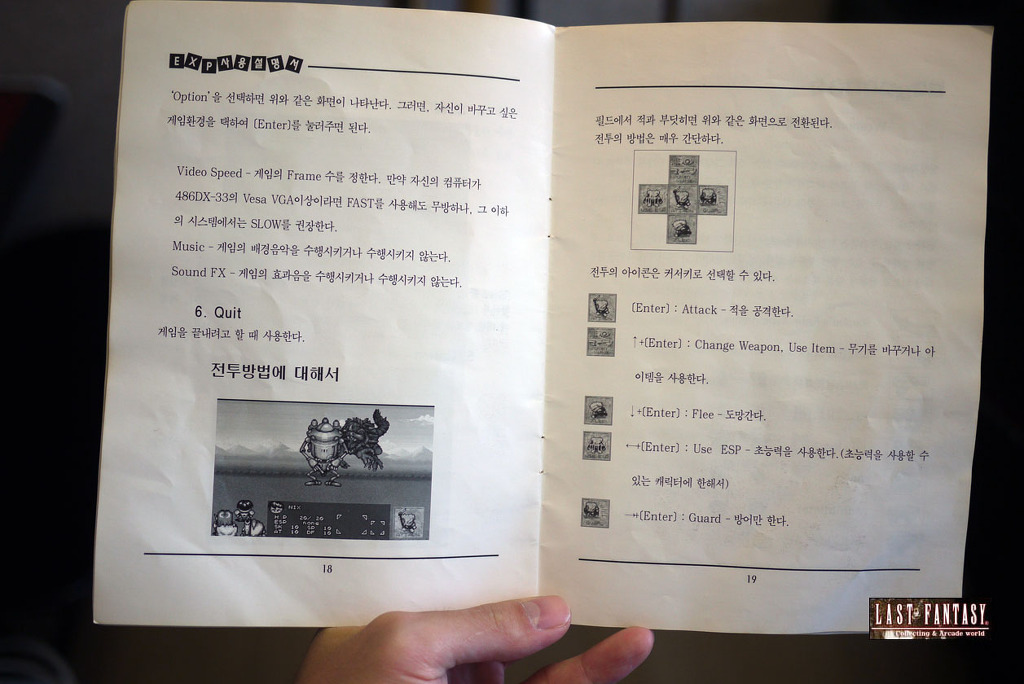 EXP사용설명서
'Option'을 선택하면 위와 같은 화면이 나타난다. 그러면, 자신이 바꾸고 싶은
게임환경을 택하여 [Enter]를 눌러주면 된다.
Video Speed - 게임의 Frame 수를 정한다. 만약 자신의 컴퓨터가
486DX-33의 Vesa VGA이상이라면 FAST를 사용해도 무방하나, 그 이하
의 시스템에서는 SLOW를 권장한다.
Music - 게임의 배경음악을 수행시키거나 수행시키지 않는다.
Sound FX - 게임의 효과음을 수행시키거나 수행시키지 않는다.
6. Quit
게임을 끝내려고 할 때 사용한다.
전투방법에 대해서
NIX
HP 20/ 20
ESP none
SK 10 SP 10
AT 10 DF 10
18
필드에서 적과 부딪히면 위와 같은 화면으로 전환된다.
전투의 방법은 매우 간단하다.
전투의 아이콘은 커서키로 선택할 수 있다.
[Enter] : Attack - 적을 공격한다.
↑+[Enter] : Change Weapon, Use Item - 무기를 바꾸거나 아
이템을 사용한다.
↓+[Enter] : Flee - 도망간다.
←+[Enter] : Use ESP - 초능력을 사용한다.(초능력을 사용할 수
있는 캐릭터에 한해서)
→+[Enter] : Guard - 방어만 한다.
19
LAST FANTASY
Collecting & Arcade world